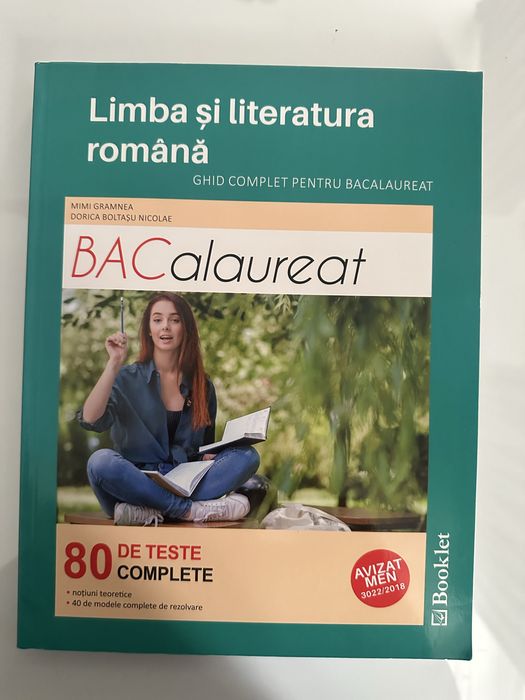 Limba și literatura
română
GHID COMPLET PENTRU BACALAUREAT
MIMI GRAMNEA
DORICA BOLTAȘU NICOLAE
BACalaureat
80 DE TESTE
COMPLETE
• noțiuni teoretice
• 40 de modele complete de rezolvare
AVIZAT
MEN
3022/2018
Booklet